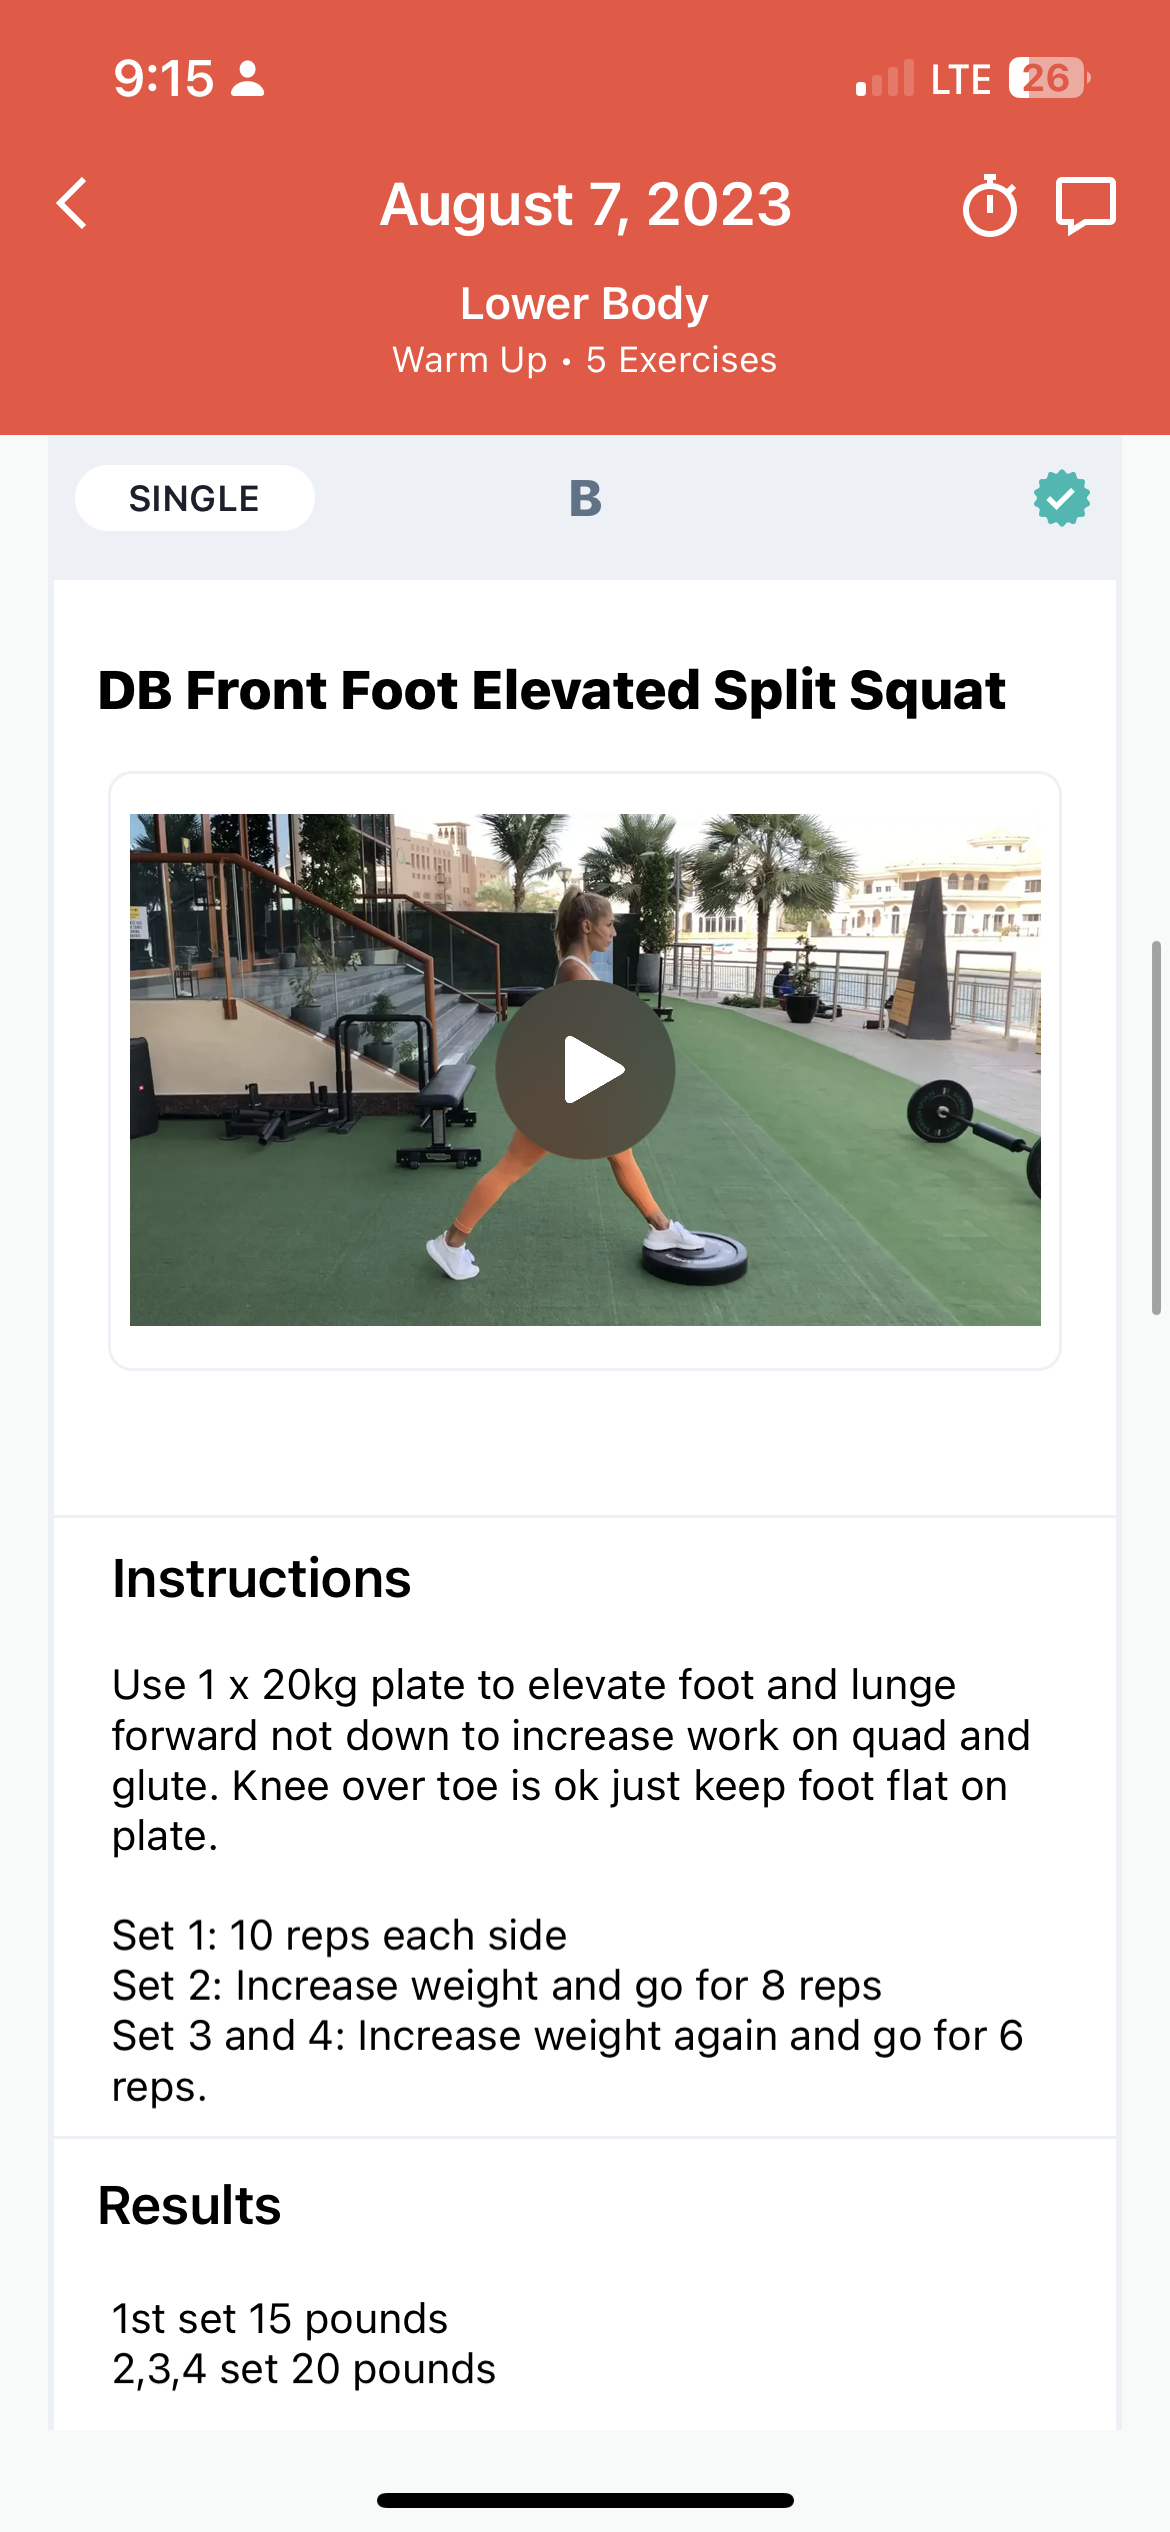 9:15
LTE 26
August 7, 2023
Lower Body
Warm Up • 5 Exercises
SINGLE
B
DB Front Foot Elevated Split Squat
Instructions
Use 1 x 20kg plate to elevate foot and lunge
forward not down to increase work on quad and
glute. Knee over toe is ok just keep foot flat on
plate.
Set 1: 10 reps each side
Set 2: Increase weight and go for 8 reps
Set 3 and 4: Increase weight again and go for 6
reps.
Results
1st set 15 pounds
2,3,4 set 20 pounds